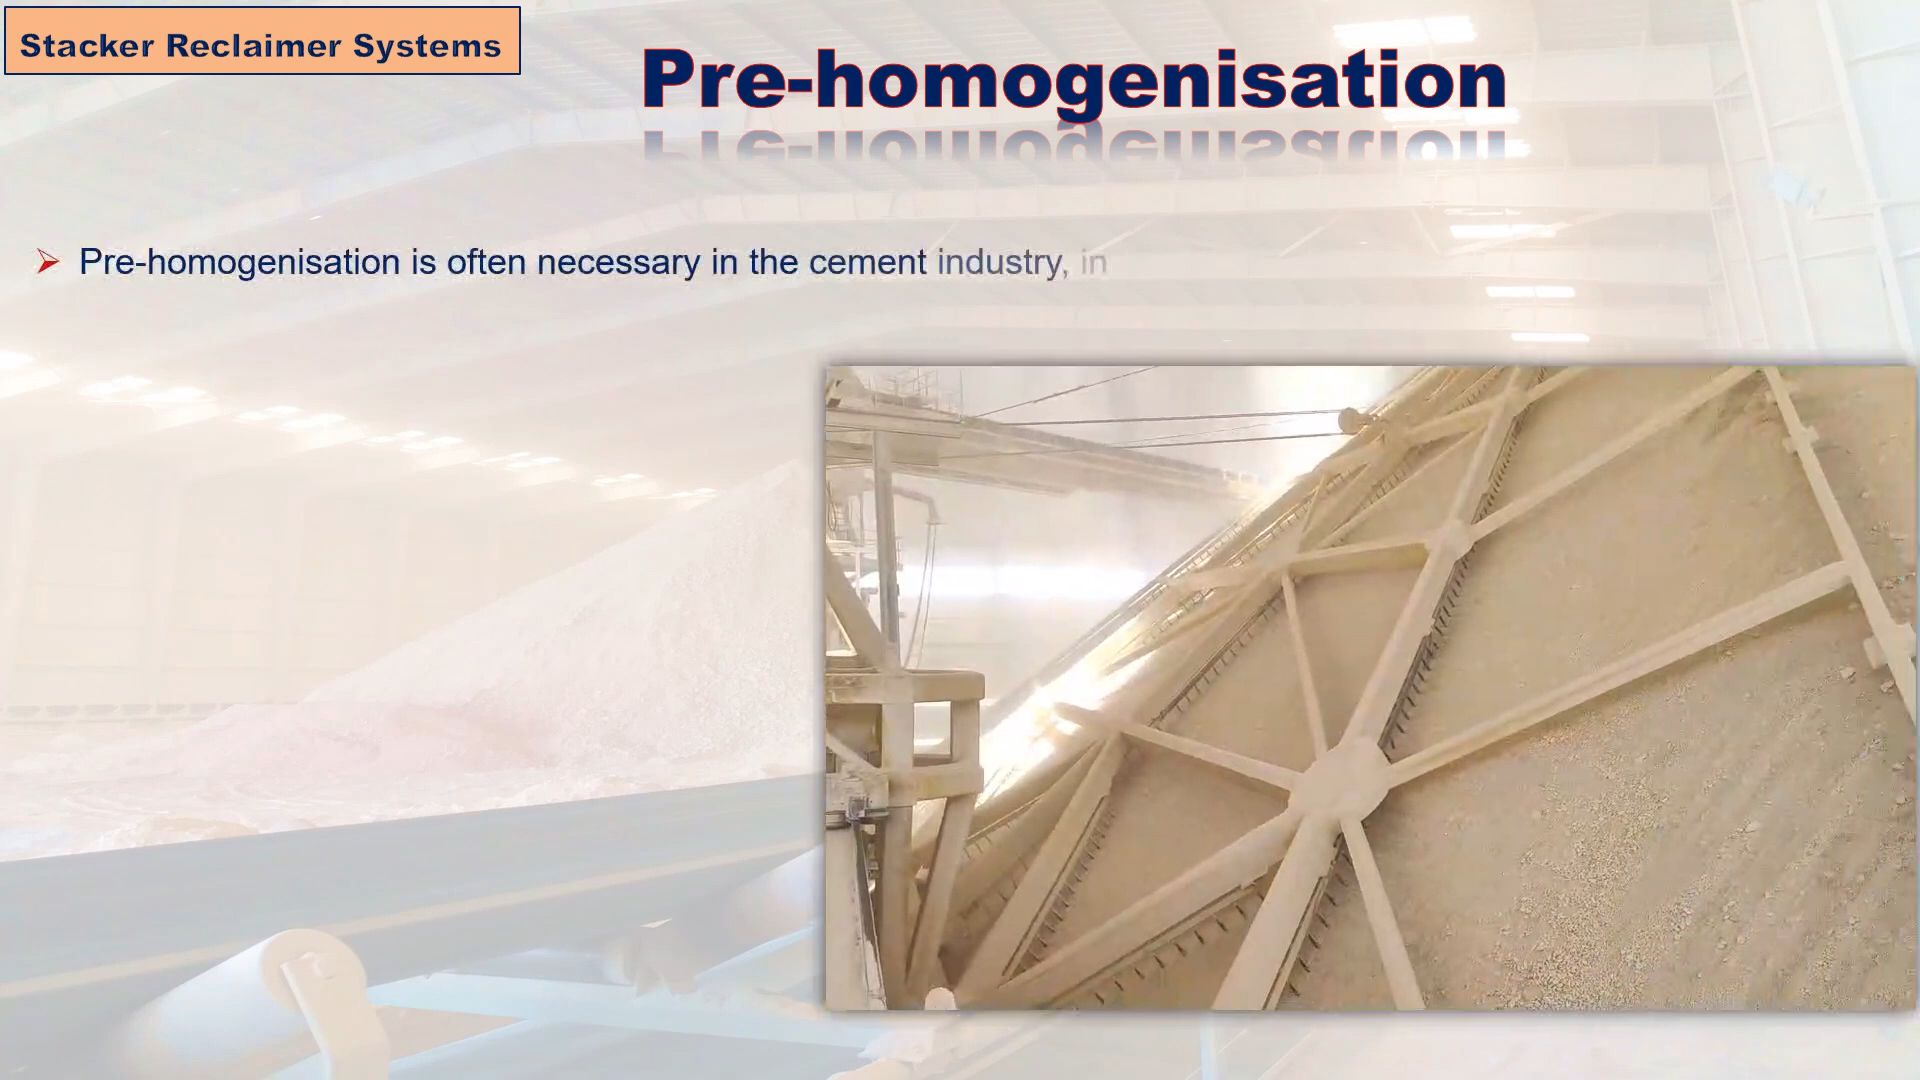 Stacker Reclaimer Systems
Pre-homogenisation
Pre-homogenisation is often necessary in the cement industry, in